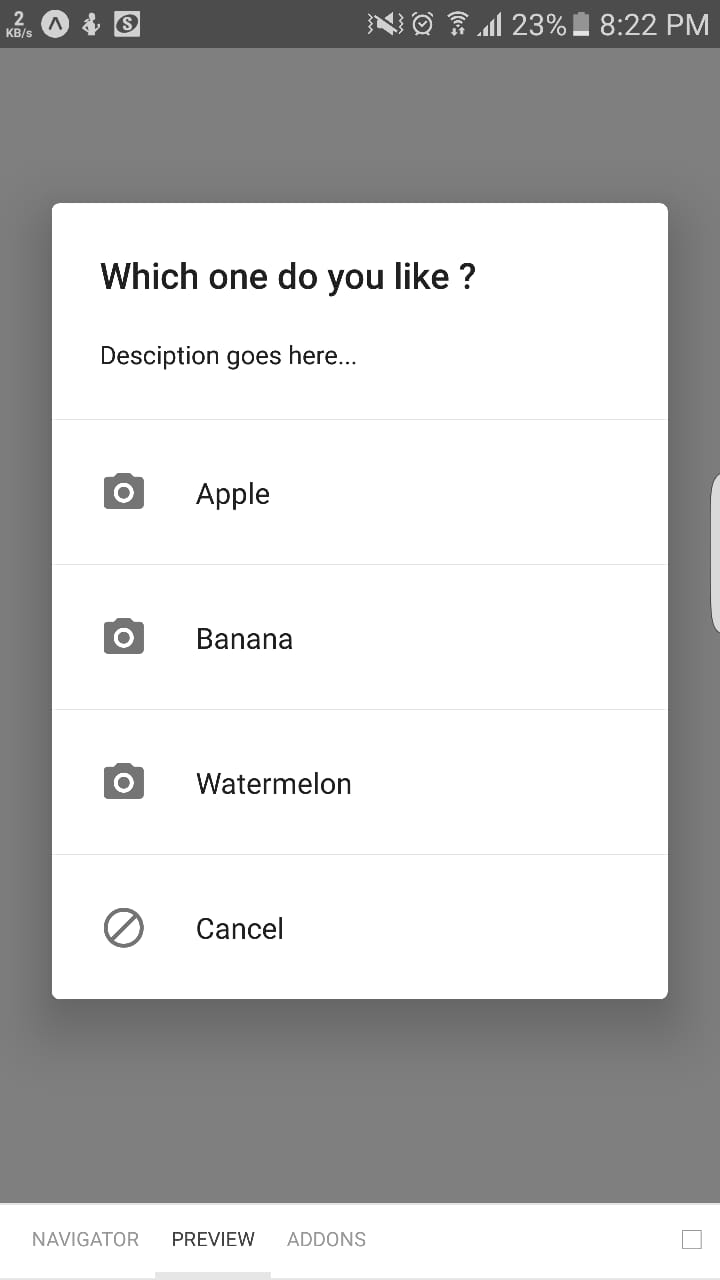 2
KB/s
S
23% 8:22 PM
Which one do you like ?
Desciption goes here...
Apple
Banana
Watermelon
Cancel
NAVIGATOR PREVIEW ADDONS